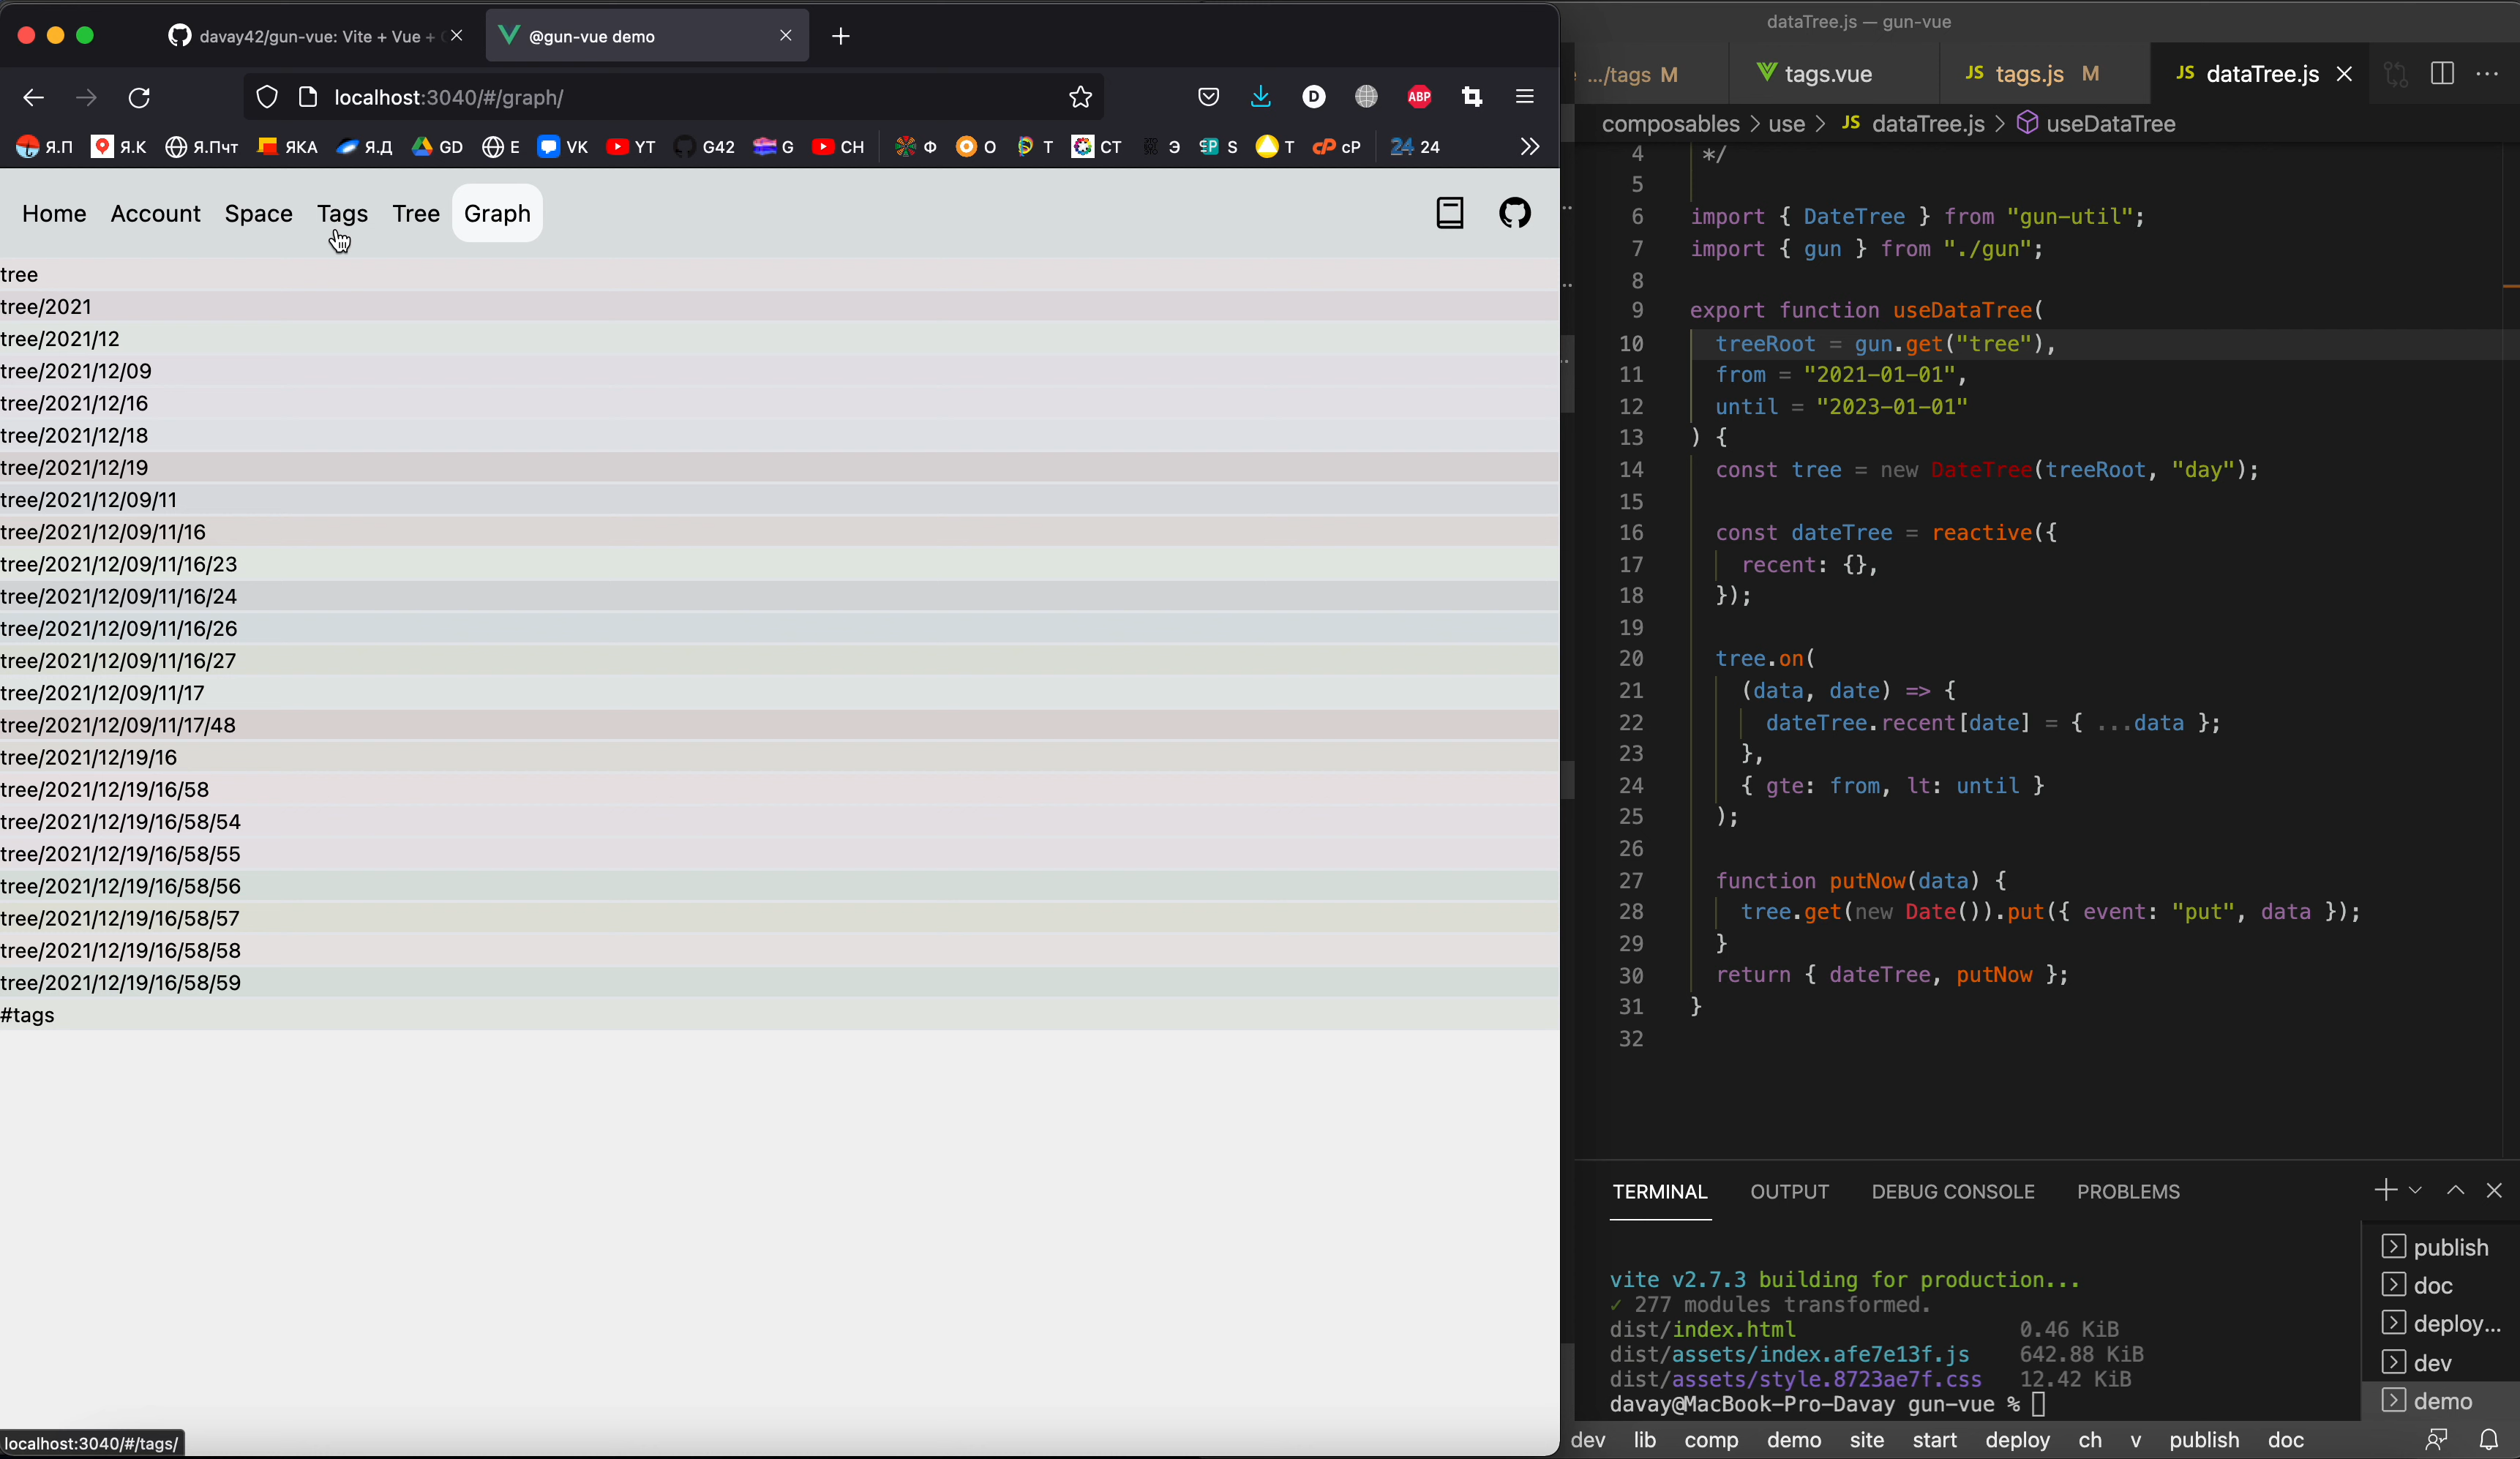 davay42/gun-vue: Vite + Vue +
@gun-vue demo
localhost:3040/#/graph/
ABP
Я.П Я.К Я.Пчт ЯКА Я.Д GD E VK YT G42 G CH Ф О T CT Э S T cP 24
Home Account Space Tags Tree Graph
tree
tree/2021
tree/2021/12
tree/2021/12/09
tree/2021/12/16
tree/2021/12/18
tree/2021/12/19
tree/2021/12/09/11
tree/2021/12/09/11/16
tree/2021/12/09/11/16/23
tree/2021/12/09/11/16/24
tree/2021/12/09/11/16/26
tree/2021/12/09/11/16/27
tree/2021/12/09/11/17
tree/2021/12/09/11/17/48
tree/2021/12/19/16
tree/2021/12/19/16/58
tree/2021/12/19/16/58/54
tree/2021/12/19/16/58/55
tree/2021/12/19/16/58/56
tree/2021/12/19/16/58/57
tree/2021/12/19/16/58/58
tree/2021/12/19/16/58/59
#tags
localhost:3040/#/tags/
dataTree.js — gun-vue
.../tags M tags.vue JS tags.js M JS dataTree.js
composables > use > JS dataTree.js > useDataTree
4 */
5
6 import { DateTree } from "gun-util";
7 import { gun } from "./gun";
8
9 export function useDataTree(
10 treeRoot = gun.get("tree"),
11 from = "2021-01-01",
12 until = "2023-01-01"
13 ) {
14 const tree = new DateTree(treeRoot, "day");
15
16 const dateTree = reactive({
17 recent: {},
18 });
19
20 tree.on(
21 (data, date) => {
22 dateTree.recent[date] = { ...data };
23 },
24 { gte: from, lt: until }
25 );
26
27 function putNow(data) {
28 tree.get(new Date()).put({ event: "put", data });
29 }
30 return { dateTree, putNow };
31 }
32
TERMINAL OUTPUT DEBUG CONSOLE PROBLEMS
vite v2.7.3 building for production...
✓ 277 modules transformed.
dist/index.html 0.46 KiB
dist/assets/index.afe7e13f.js 642.88 KiB
dist/assets/style.8723ae7f.css 12.42 KiB
davay@MacBook-Pro-Davay gun-vue %
publish
doc
deploy...
dev
demo
dev lib comp demo site start deploy ch v publish doc